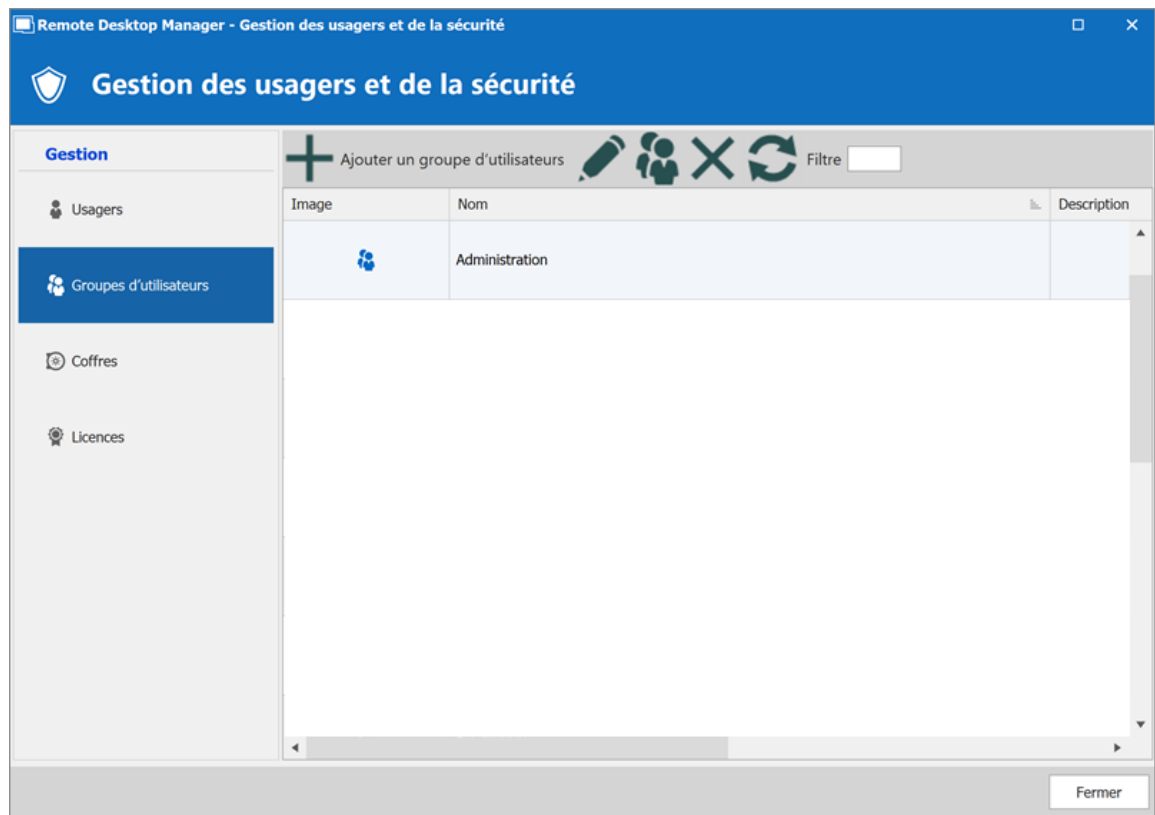 Remote Desktop Manager - Gestion des usagers et de la sécurité
Gestion des usagers et de la sécurité
Gestion
Usagers
Groupes d'utilisateurs
Coffres
Licences
Ajouter un groupe d'utilisateurs Filtre
Image Nom Description
Administration
Fermer